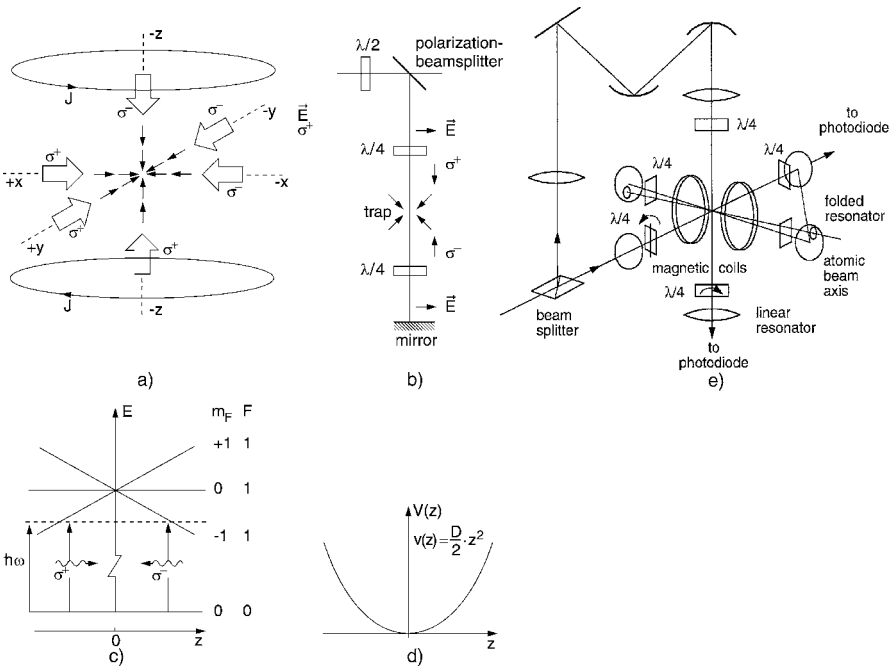 -z
J
σ⁻
σ⁻
-y
E⃗
σ⁺
σ⁺
+x
σ⁻
-x
+y
σ⁺
σ⁺
J
-z
a)
λ/2
polarization-
beamsplitter
E⃗
λ/4
σ⁺
trap
σ⁻
λ/4
E⃗
mirror
b)
e)
λ/4
to
photodiode
λ/4
λ/4
λ/4
folded
resonator
magnetic coils
atomic
beam
axis
beam
splitter
λ/4
linear
resonator
to
photodiode
E
m_F F
+1 1
0 1
-1 1
ħω
σ⁺
σ⁻
0 0
0
z
c)
V(z)
v(z)=D/2·z²
z
d)